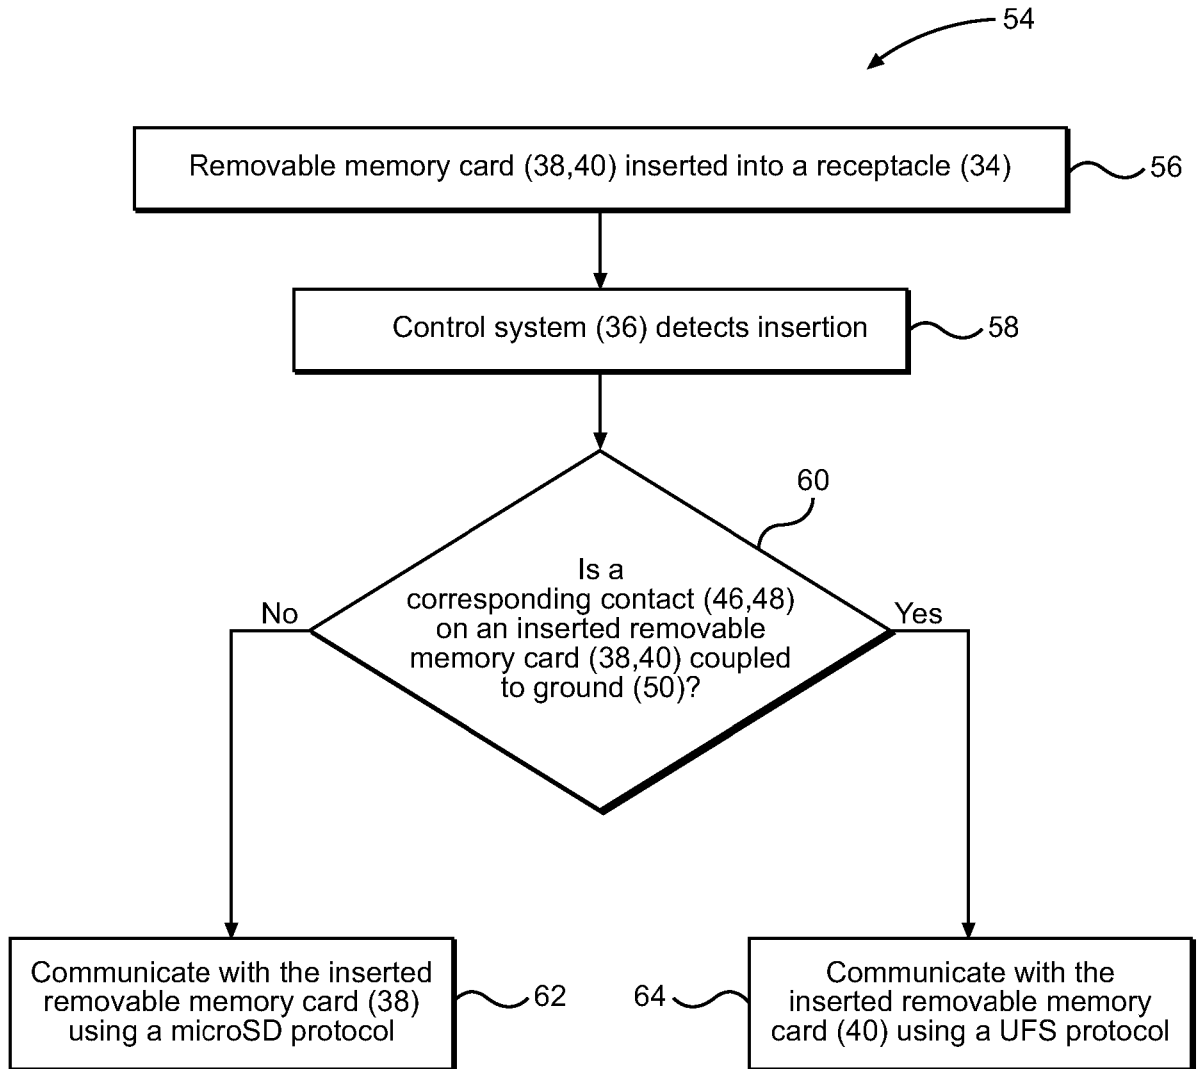 54
Removable memory card (38,40) inserted into a receptacle (34)
56
Control system (36) detects insertion
58
60
Is a
corresponding contact (46,48)
on an inserted removable
memory card (38,40) coupled
to ground (50)?
No
Yes
Communicate with the inserted
removable memory card (38)
using a microSD protocol
62
64
Communicate with the
inserted removable memory
card (40) using a UFS protocol